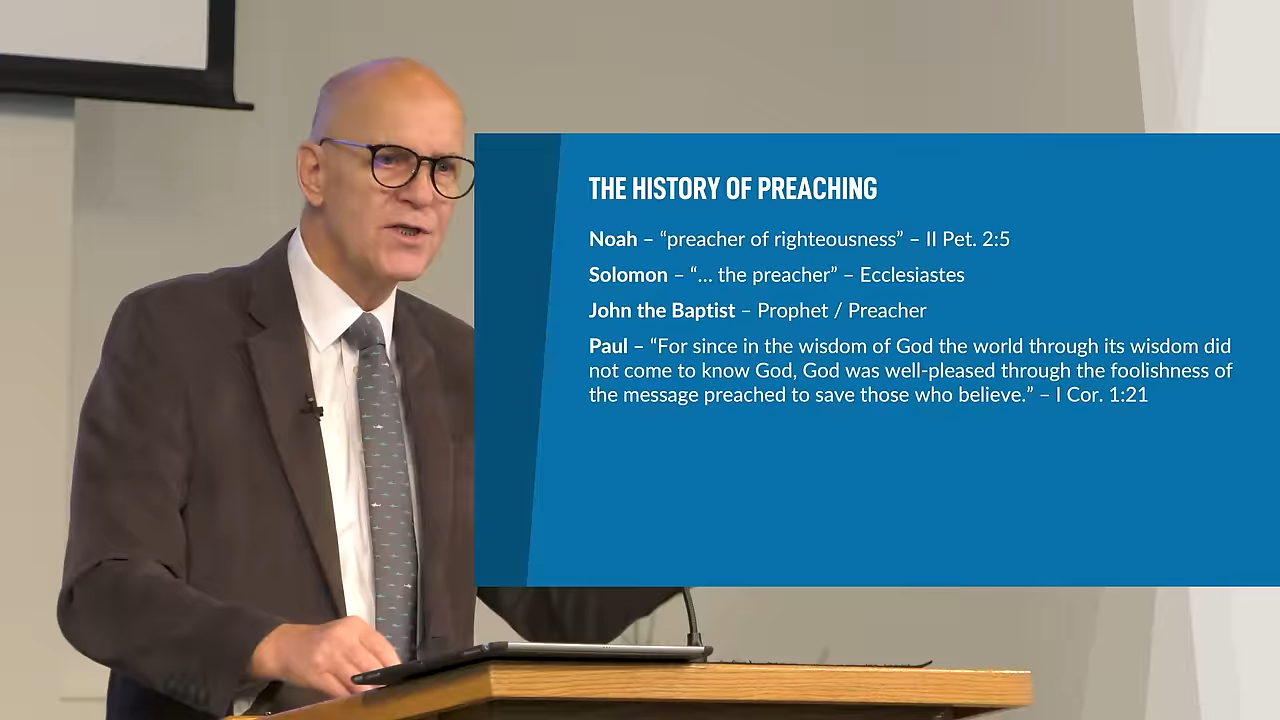 THE HISTORY OF PREACHING
Noah – “preacher of righteousness” – II Pet. 2:5
Solomon – “... the preacher” – Ecclesiastes
John the Baptist – Prophet / Preacher
Paul – “For since in the wisdom of God the world through its wisdom did
not come to know God, God was well-pleased through the foolishness of
the message preached to save those who believe.” – I Cor. 1:21